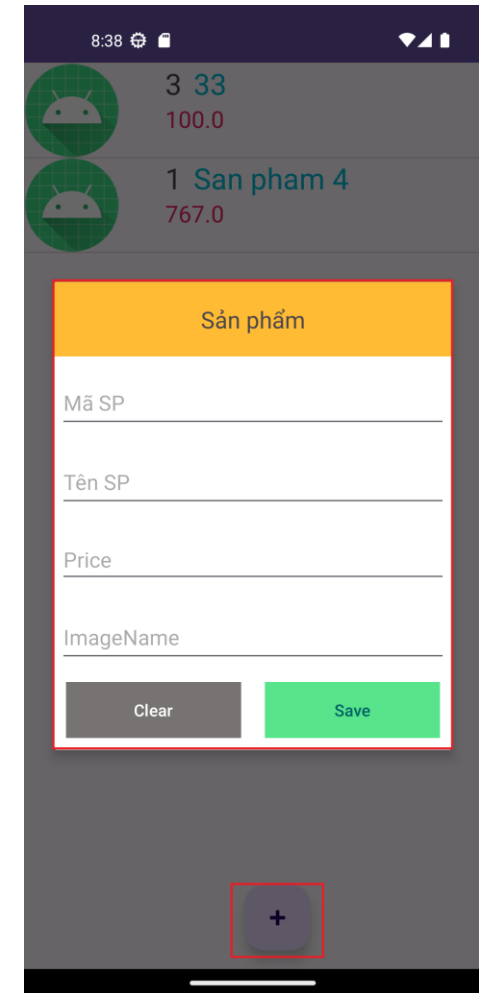 8:38
3 33
100.0
1 San pham 4
767.0
Sản phẩm
Mã SP
Tên SP
Price
ImageName
Clear Save
+